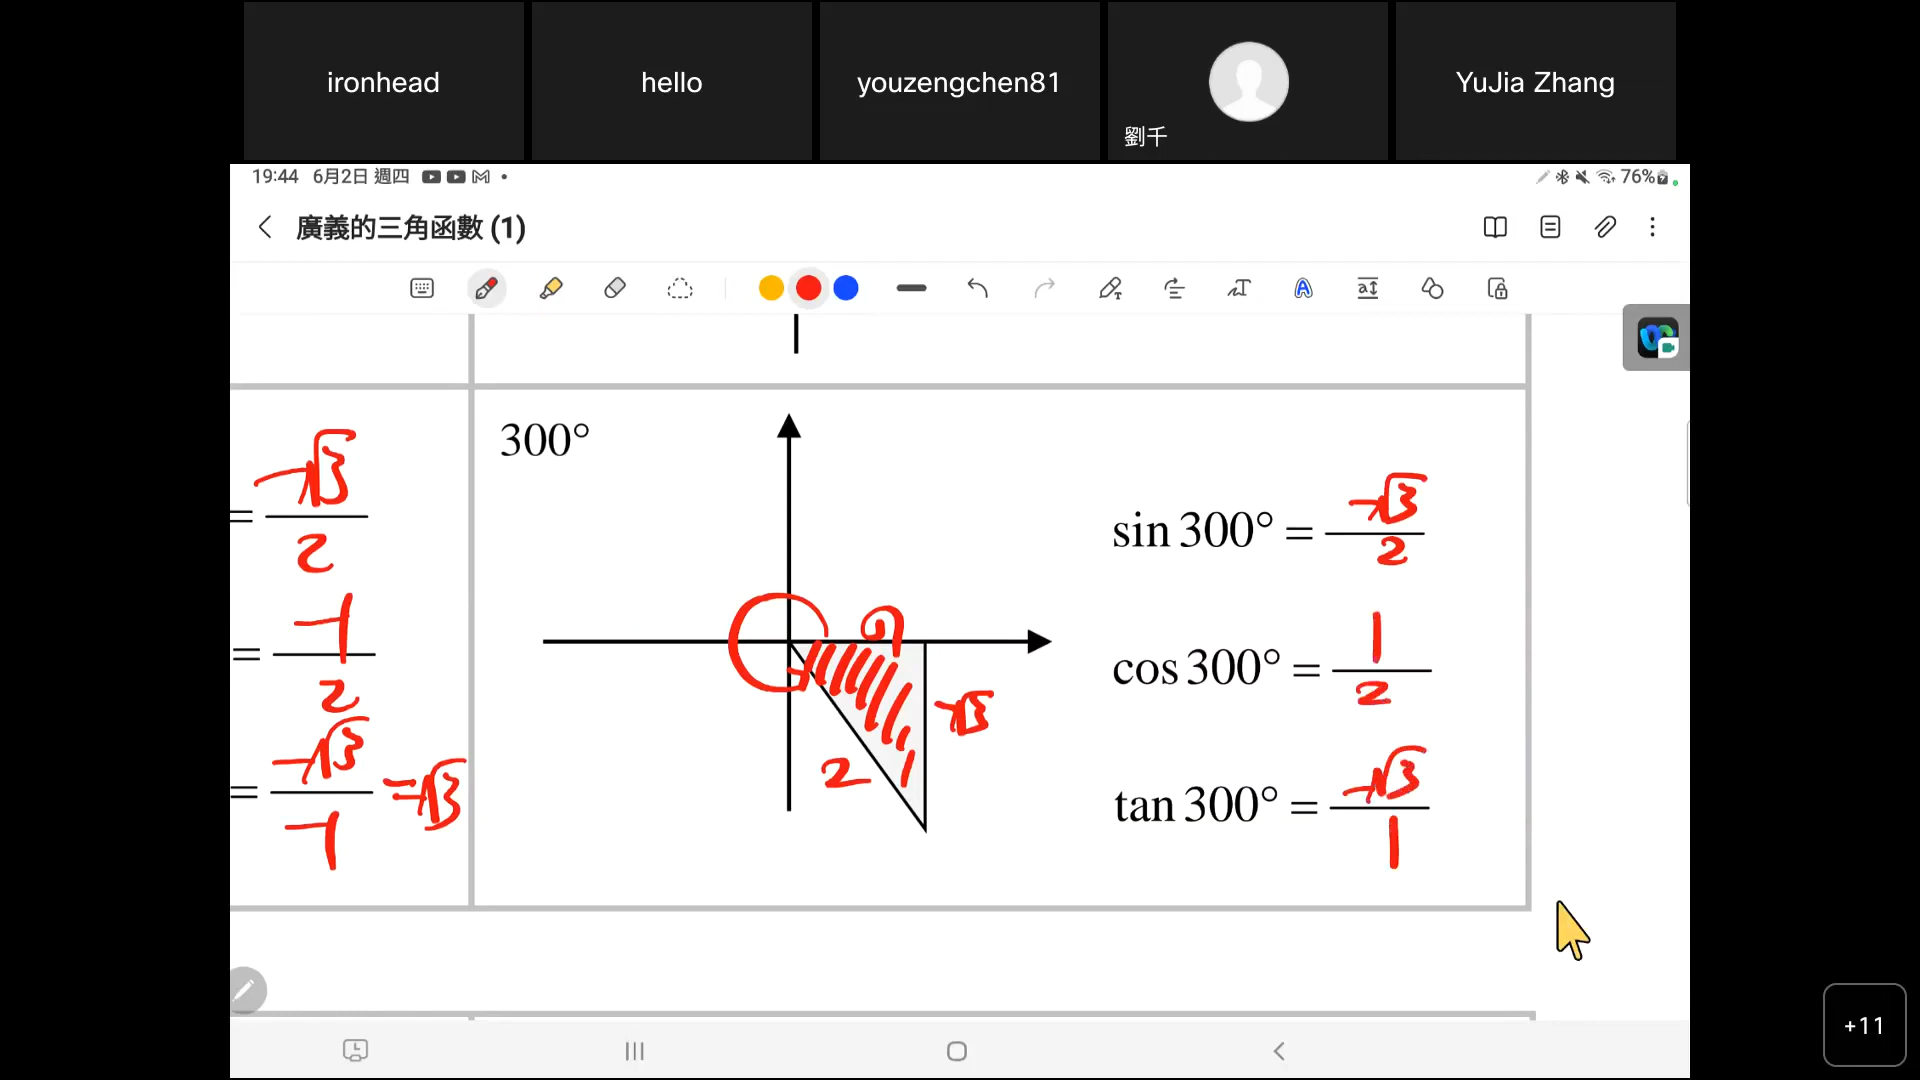 ironhead
hello
youzengchen81
劉千
YuJia Zhang
19:44 6月2日 週四
76%
廣義的三角函數 (1)
= -√3/2
= -1/2
= -√3/-1 = √3
300°
2
1
-√3
sin 300° = -√3/2
cos 300° = 1/2
tan 300° = -√3/1
+11